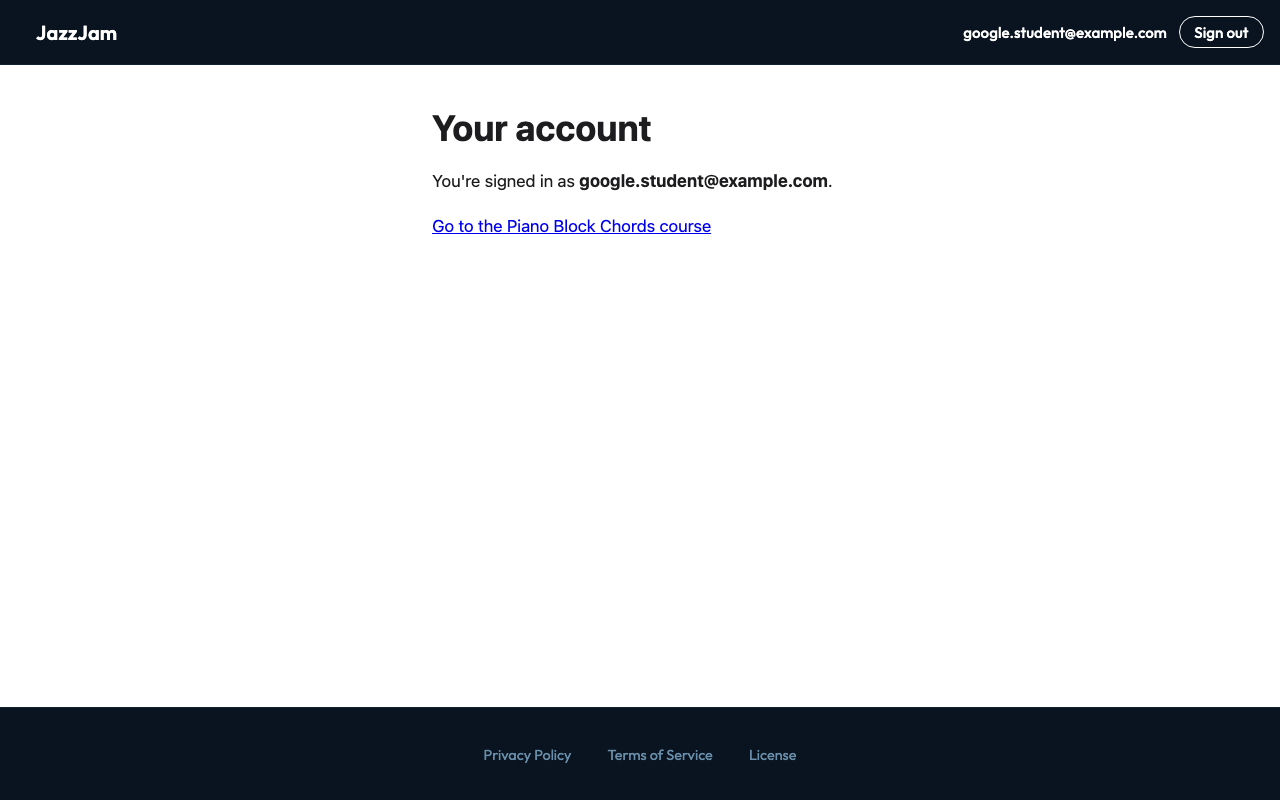 JazzJam
google.student@example.com
Sign out
Your account
You're signed in as google.student@example.com.
Go to the Piano Block Chords course
Privacy Policy
Terms of Service
License